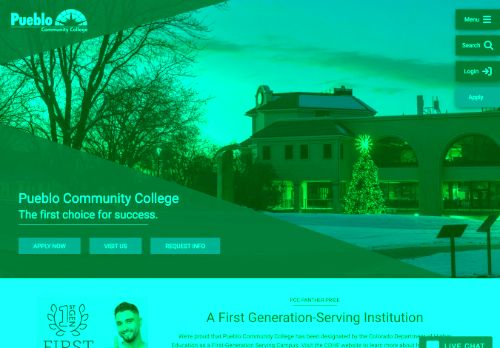 Pueblo
Community College
Menu
Search
Login
Apply
Pueblo Community College
The first choice for success.
APPLY NOW
VISIT US
REQUEST INFO
PCC PANTHER PRIDE
A First Generation-Serving Institution
We're proud that Pueblo Community College has been designated by the Colorado Department of Higher
Education as a First-Generation Serving Campus. Visit the CDHE website to learn more about
1ST
GEN
FIRST
LIVE CHAT